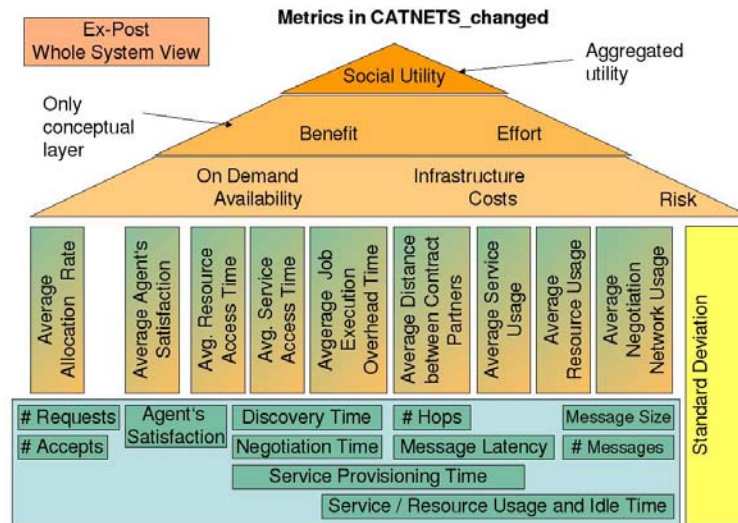 Metrics in CATNETS_changed
Ex-Post
Whole System View
Aggregated
utility
Social Utility
Only
conceptual
layer
Benefit
Effort
On Demand
Availability
Infrastructure
Costs
Risk
Average
Allocation Rate
Average Agent's
Satisfaction
Avg. Resource
Access Time
Avg. Service
Access Time
Avgerage Job
Execution
Overhead Time
Average Distance
between Contract
Partners
Average Service
Usage
Average
Resource Usage
Average
Negotiation
Network Usage
Standard Deviation
# Requests
# Accepts
Agent's
Satisfaction
Discovery Time
Negotiation Time
# Hops
Message Latency
Message Size
# Messages
Service Provisioning Time
Service / Resource Usage and Idle Time